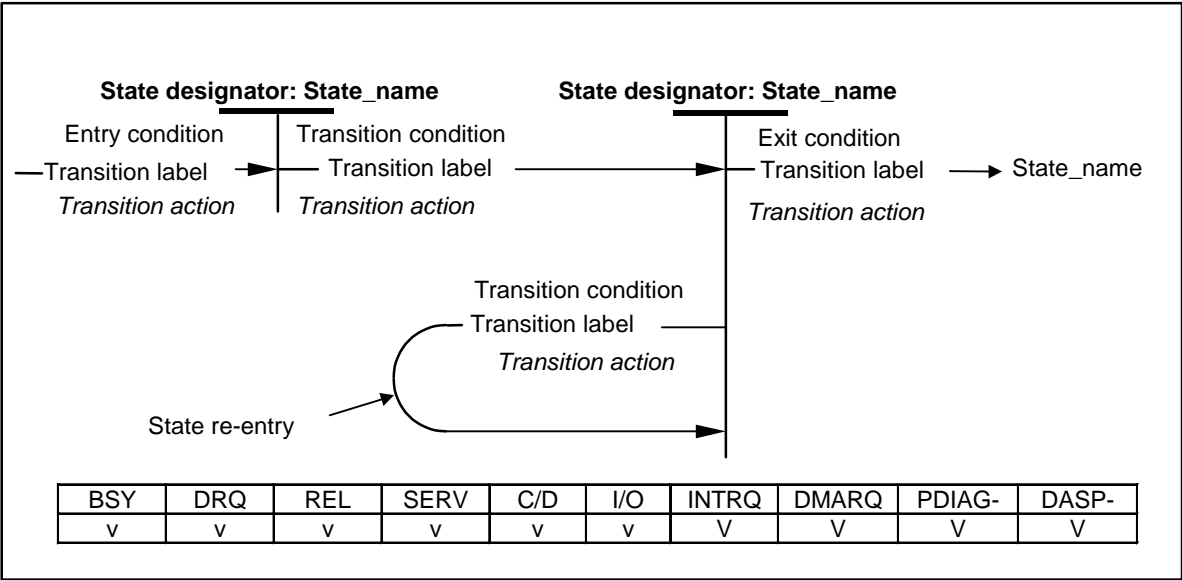 State designator: State_name State designator: State_name
Entry condition Transition condition Exit condition
Transition label Transition label Transition label State_name
Transition action Transition action Transition action
Transition condition
Transition label
Transition action
State re-entry
BSY DRQ REL SERV C/D I/O INTRQ DMARQ PDIAG- DASP-
v v v v v v V V V V